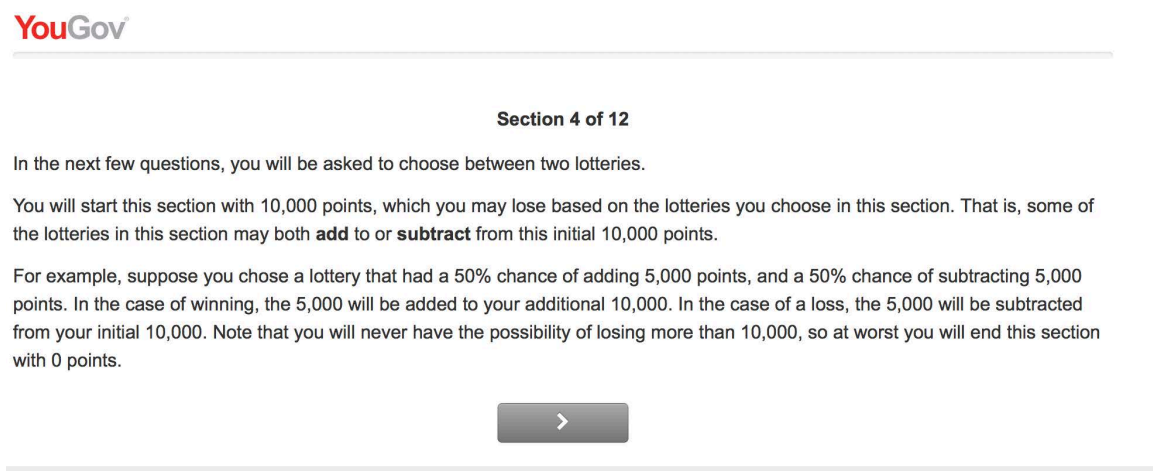 YouGov®
Section 4 of 12
In the next few questions, you will be asked to choose between two lotteries.
You will start this section with 10,000 points, which you may lose based on the lotteries you choose in this section. That is, some of
the lotteries in this section may both add to or subtract from this initial 10,000 points.
For example, suppose you chose a lottery that had a 50% chance of adding 5,000 points, and a 50% chance of subtracting 5,000
points. In the case of winning, the 5,000 will be added to your additional 10,000. In the case of a loss, the 5,000 will be subtracted
from your initial 10,000. Note that you will never have the possibility of losing more than 10,000, so at worst you will end this section
with 0 points.